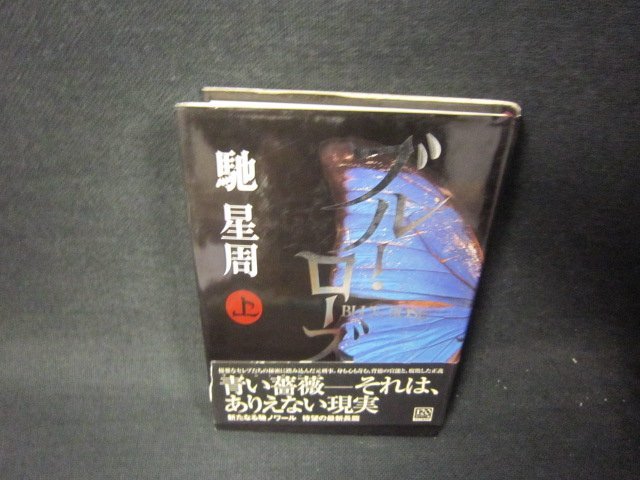 ブルー・
ローズ
BLUE ROSE
馳星周
上
青い薔薇―それは、
ありえない現実
新たなる馳ノワール 待望の最新長篇